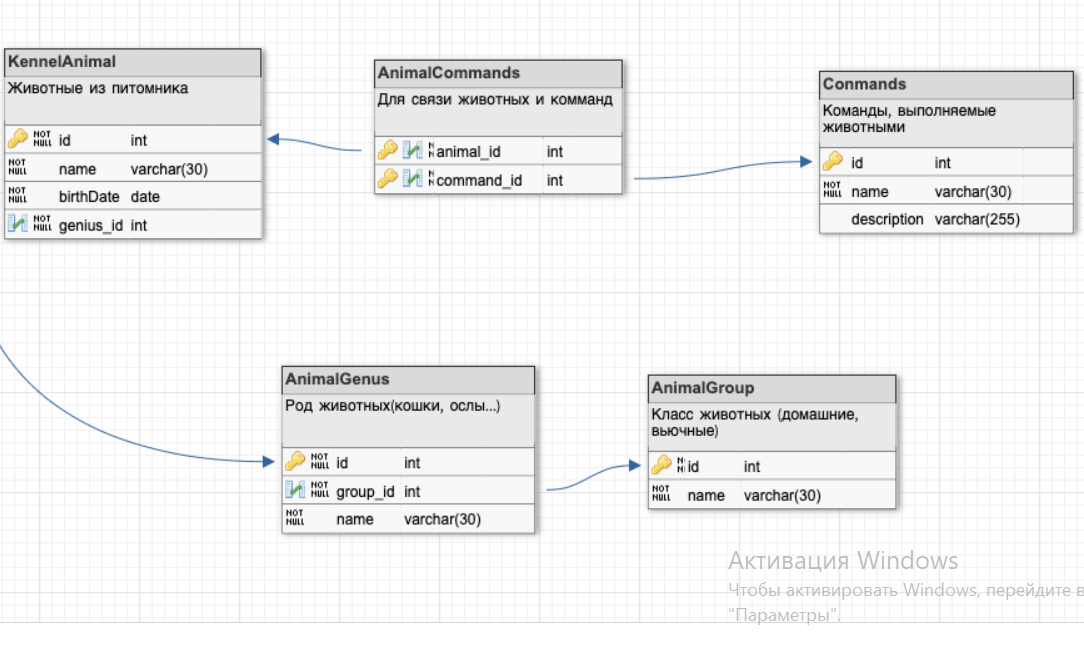 KennelAnimal
Животные из питомника
NOT NULL id int
NOT NULL name varchar(30)
NOT NULL birthDate date
NOT NULL genius_id int
AnimalCommands
Для связи животных и комманд
N N animal_id int
N N command_id int
Conmands
Команды, выполняемые
животными
id int
NOT NULL name varchar(30)
description varchar(255)
AnimalGenus
Род животных(кошки, ослы...)
NOT NULL id int
NOT NULL group_id int
NOT NULL name varchar(30)
AnimalGroup
Класс животных (домашние,
вьючные)
N N id int
NOT NULL name varchar(30)
Активация Windows
Чтобы активировать Windows, перейдите в
"Параметры".